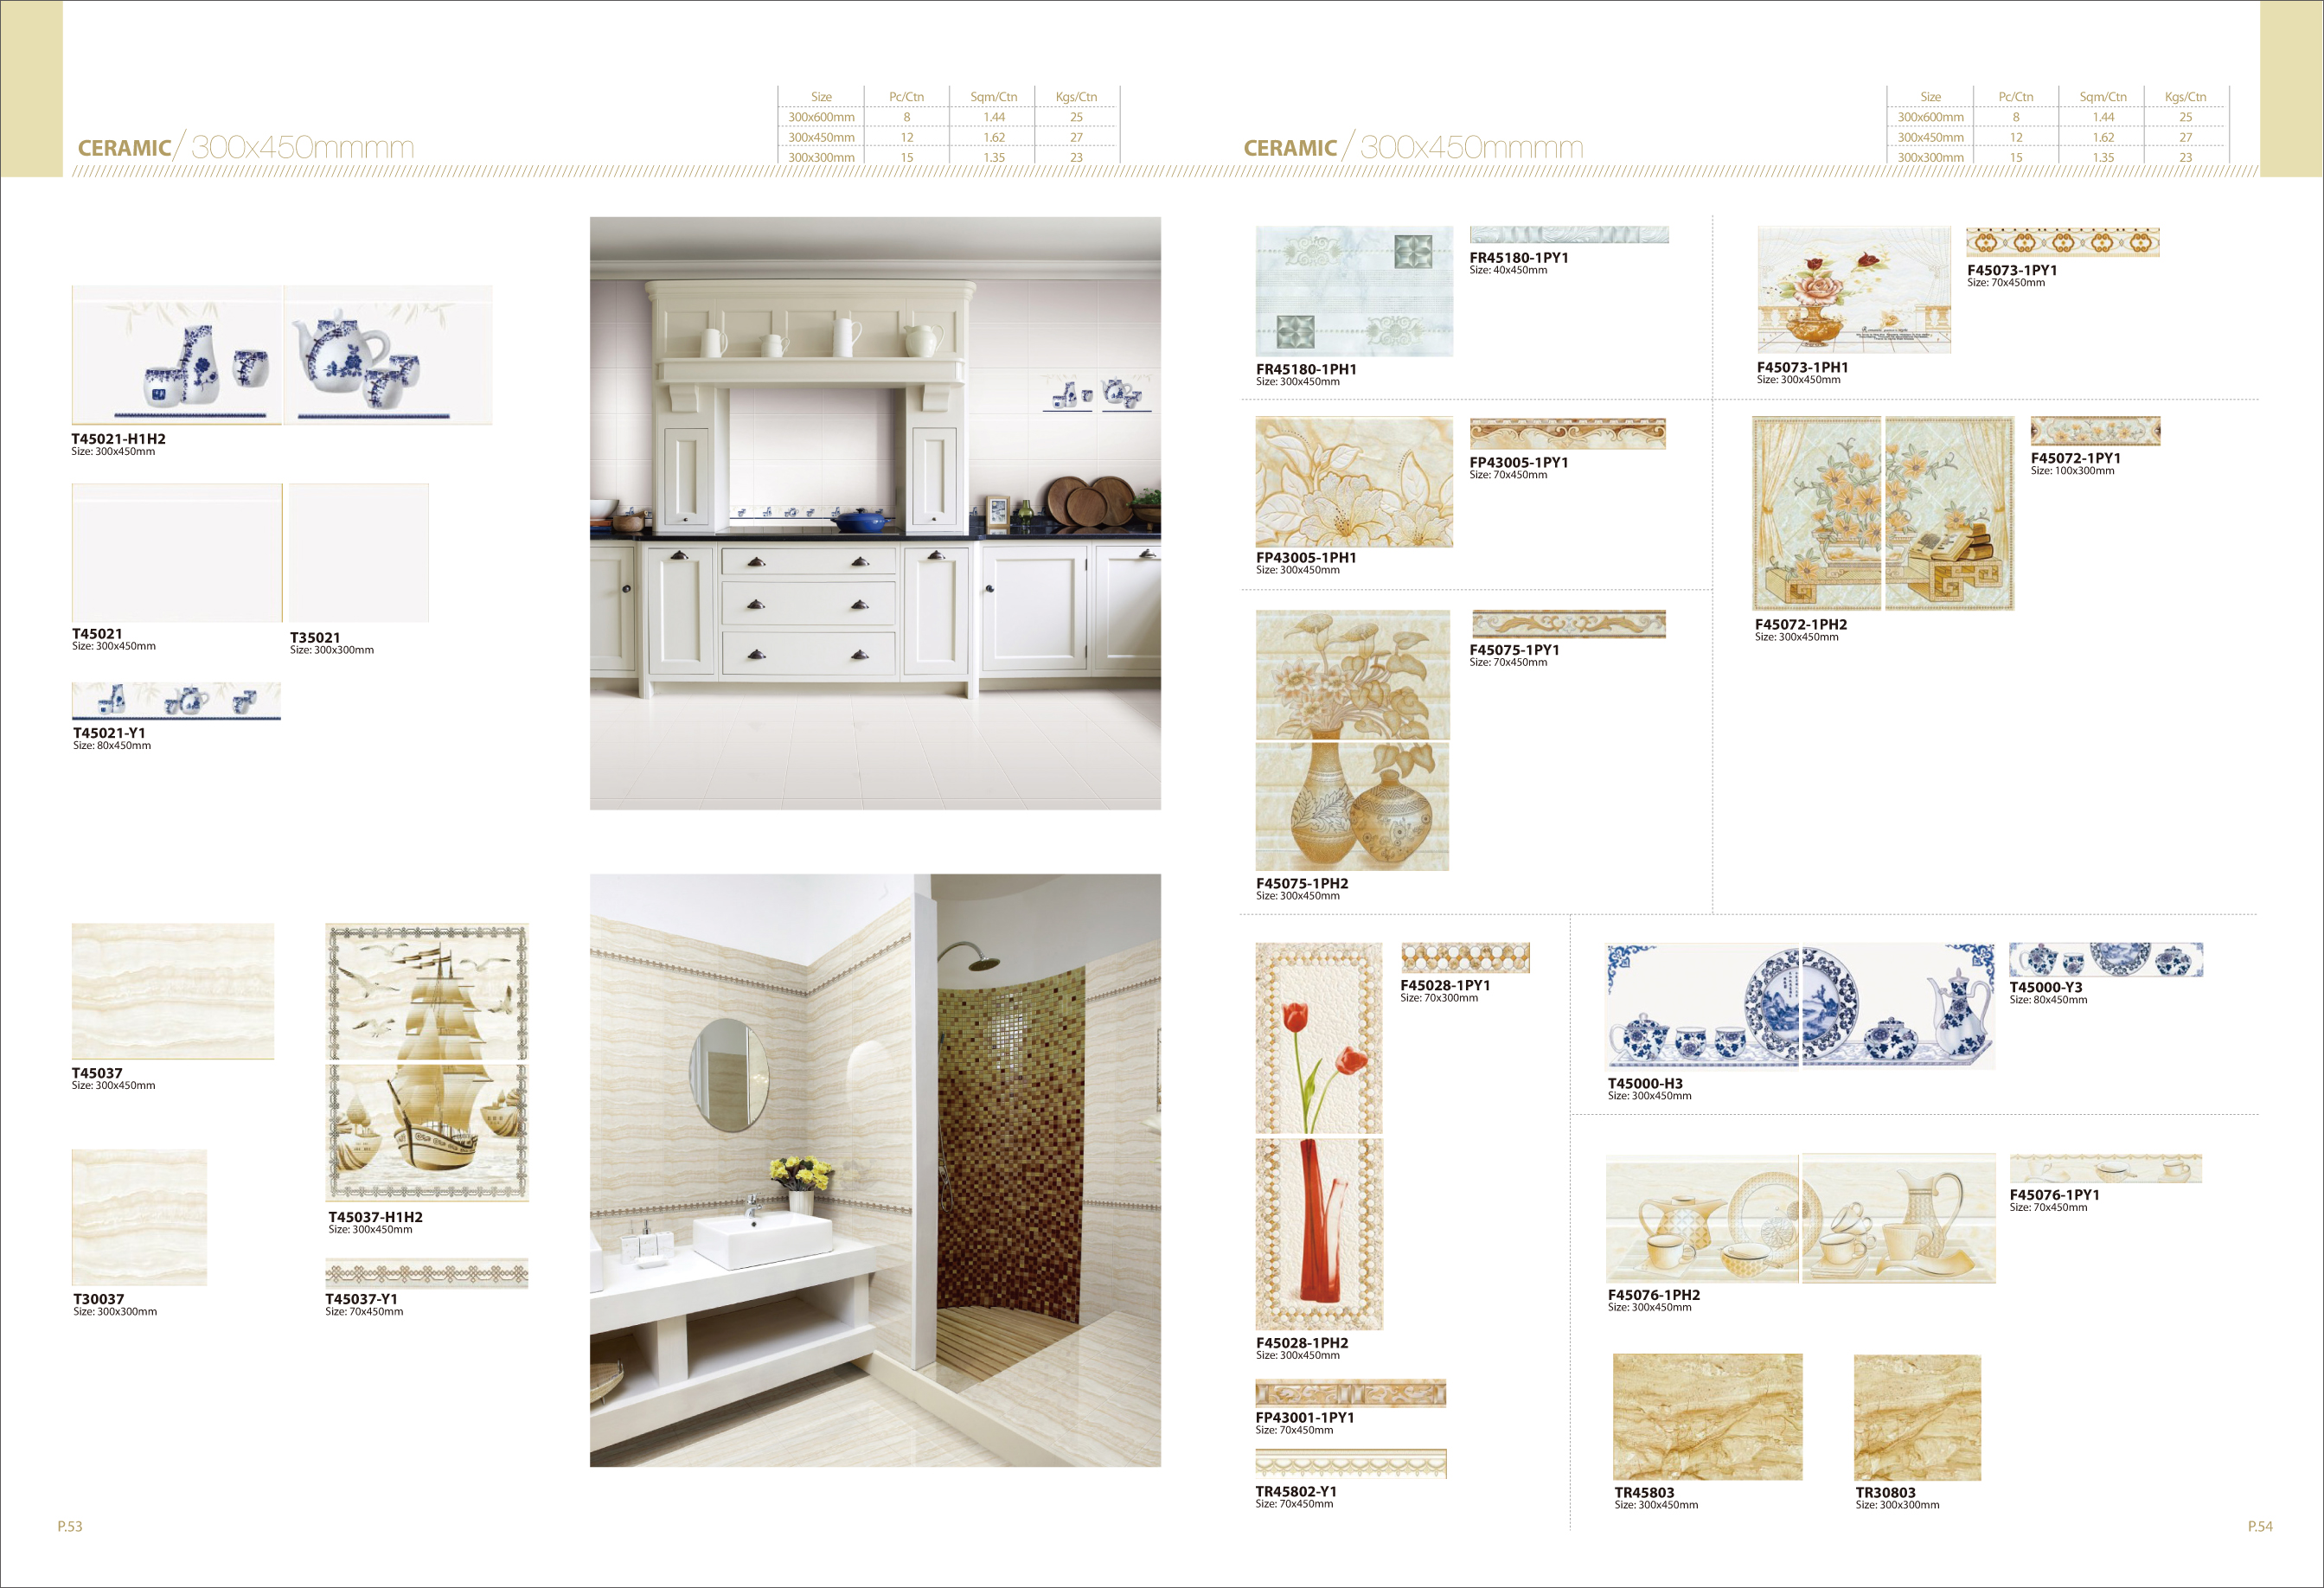 CERAMIC/300x450mmmm
Size Pc/Ctn Sqm/Ctn Kgs/Ctn
300x600mm 8 1.44 25
300x450mm 12 1.62 27
300x300mm 15 1.35 23
T45021-H1H2
Size: 300x450mm
T45021
Size: 300x450mm
T35021
Size: 300x300mm
T45021-Y1
Size: 80x450mm
T45037
Size: 300x450mm
T30037
Size: 300x300mm
T45037-H1H2
Size: 300x450mm
T45037-Y1
Size: 70x450mm
P.53
CERAMIC/300x450mmmm
Size Pc/Ctn Sqm/Ctn Kgs/Ctn
300x600mm 8 1.44 25
300x450mm 12 1.62 27
300x300mm 15 1.35 23
FR45180-1PH1
Size: 300x450mm
FR45180-1PY1
Size: 40x450mm
F45073-1PH1
Size: 300x450mm
F45073-1PY1
Size: 70x450mm
FP43005-1PH1
Size: 300x450mm
FP43005-1PY1
Size: 70x450mm
F45072-1PH2
Size: 300x450mm
F45072-1PY1
Size: 100x300mm
F45075-1PH2
Size: 300x450mm
F45075-1PY1
Size: 70x450mm
F45028-1PH2
Size: 300x450mm
F45028-1PY1
Size: 70x300mm
FP43001-1PY1
Size: 70x450mm
TR45802-Y1
Size: 70x450mm
T45000-H3
Size: 300x450mm
T45000-Y3
Size: 80x450mm
F45076-1PH2
Size: 300x450mm
F45076-1PY1
Size: 70x450mm
TR45803
Size: 300x450mm
TR30803
Size: 300x300mm
P.54